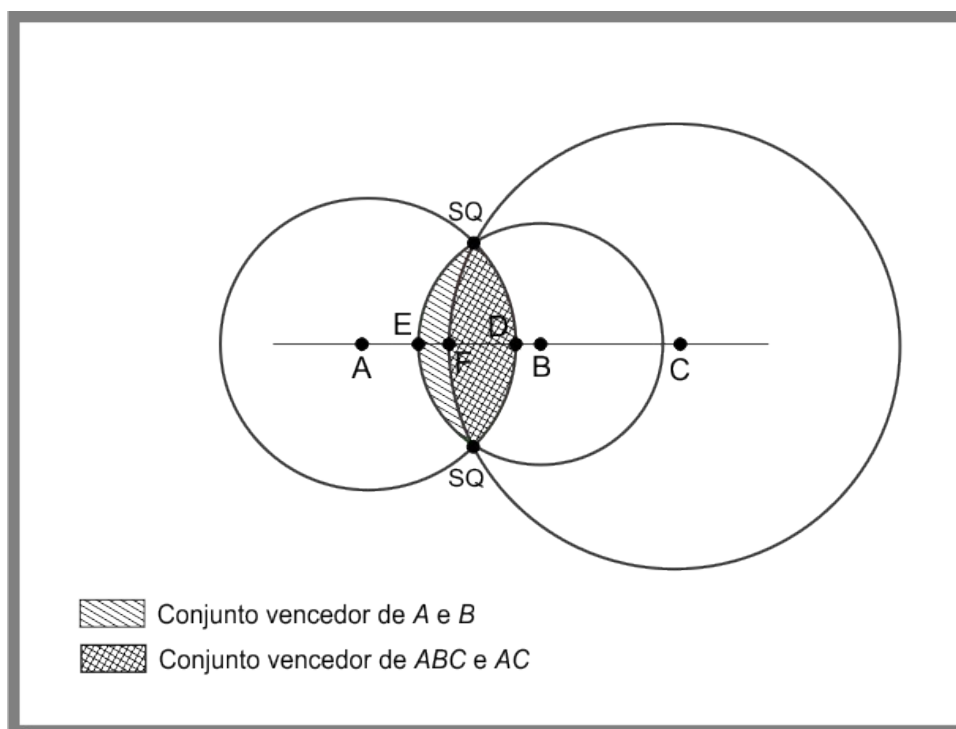 SQ
E
D
A
F
B
C
SQ
Conjunto vencedor de A e B
Conjunto vencedor de ABC e AC